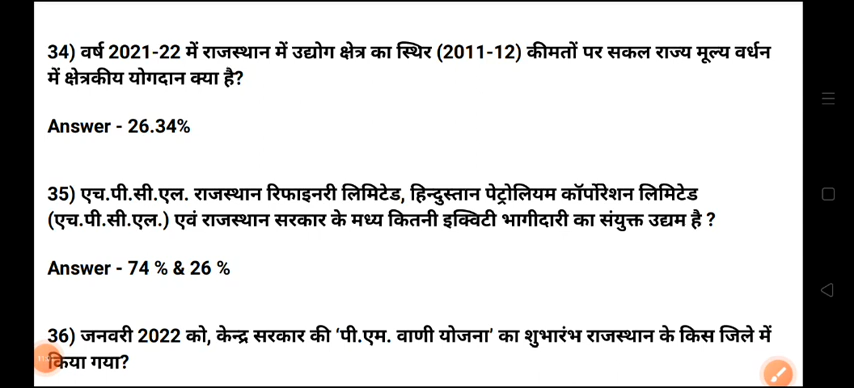 34) वर्ष 2021-22 में राजस्थान में उद्योग क्षेत्र का स्थिर (2011-12) कीमतों पर सकल राज्य मूल्य वर्धन
में क्षेत्रकीय योगदान क्या है?
Answer - 26.34%
35) एच.पी.सी.एल. राजस्थान रिफाइनरी लिमिटेड, हिन्दुस्तान पेट्रोलियम कॉर्पोरेशन लिमिटेड
(एच.पी.सी.एल.) एवं राजस्थान सरकार के मध्य कितनी इक्विटी भागीदारी का संयुक्त उद्यम है ?
Answer - 74 % & 26 %
36) जनवरी 2022 को, केन्द्र सरकार की ‘पी.एम. वाणी योजना’ का शुभारंभ राजस्थान के किस जिले में
किया गया?